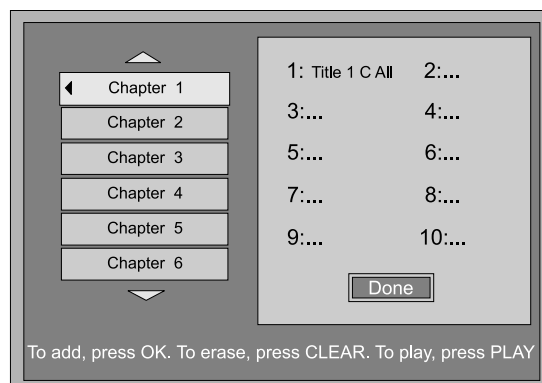 Chapter 1
Chapter 2
Chapter 3
Chapter 4
Chapter 5
Chapter 6
1: Title 1 C All 2:...
3:... 4:...
5:... 6:...
7:... 8:...
9:... 10:...
Done
To add, press OK. To erase, press CLEAR. To play, press PLAY